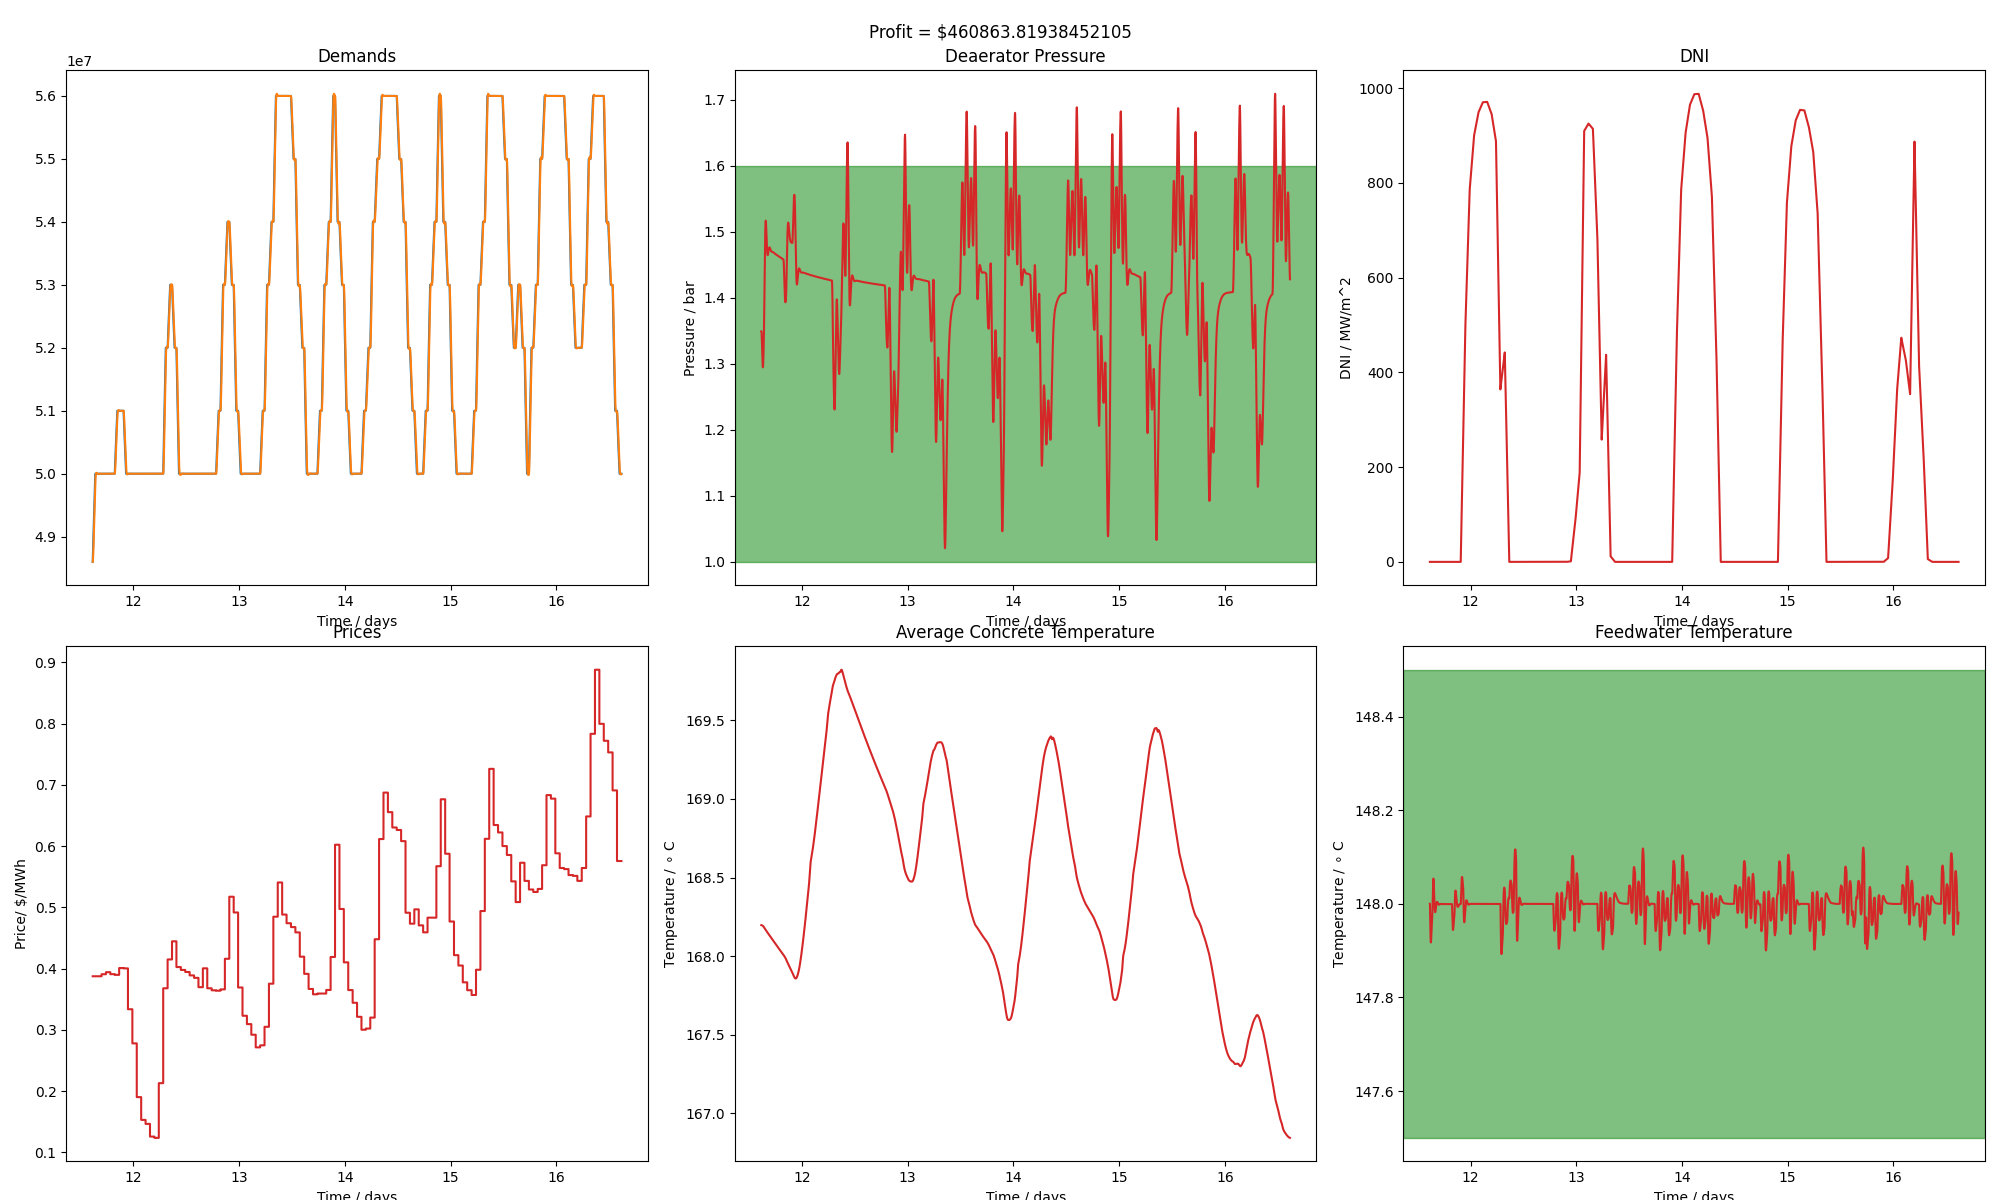 Profit = $460863.81938452105
Demands
1e7
5.6
5.5
5.4
5.3
5.2
5.1
5.0
4.9
12 13 14 15 16
Time / days
Deaerator Pressure
Pressure / bar
1.7
1.6
1.5
1.4
1.3
1.2
1.1
1.0
12 13 14 15 16
Time / days
DNI
DNI / MW/m^2
1000
800
600
400
200
0
12 13 14 15 16
Time / days
Prices
Price/ $/MWh
0.9
0.8
0.7
0.6
0.5
0.4
0.3
0.2
0.1
12 13 14 15 16
Time / days
Average Concrete Temperature
Temperature / ∘ C
169.5
169.0
168.5
168.0
167.5
167.0
12 13 14 15 16
Time / days
Feedwater Temperature
Temperature / ∘ C
148.4
148.2
148.0
147.8
147.6
12 13 14 15 16
Time / days